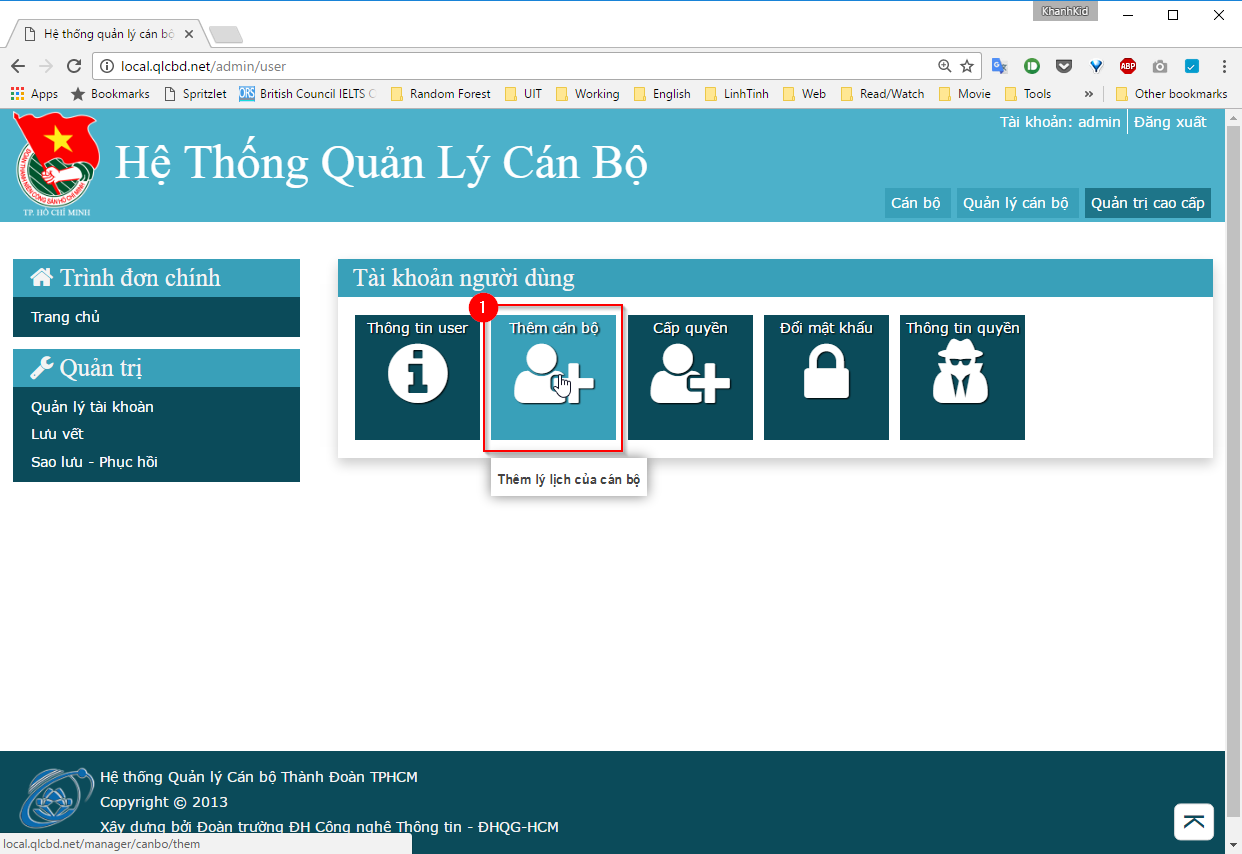 KhanhKid
Hệ thống quản lý cán bộ
local.qlcbd.net/admin/user
Apps Bookmarks Spritzlet British Council IELTS Random Forest UIT Working English LinhTinh Web Read/Watch Movie Tools » Other bookmarks
Tài khoản: admin Đăng xuất
Hệ Thống Quản Lý Cán Bộ
TP. HỒ CHÍ MINH
Cán bộ Quản lý cán bộ Quản trị cao cấp
Trình đơn chính
Trang chủ
Quản trị
Quản lý tài khoản
Lưu vết
Sao lưu - Phục hồi
Tài khoản người dùng
1
Thông tin user Thêm cán bộ Cấp quyền Đổi mật khẩu Thông tin quyền
Thêm lý lịch của cán bộ
Hệ thống Quản lý Cán bộ Thành Đoàn TPHCM
Copyright © 2013
Xây dựng bởi Đoàn trường ĐH Công nghệ Thông tin - ĐHQG-HCM
local.qlcbd.net/manager/canbo/them